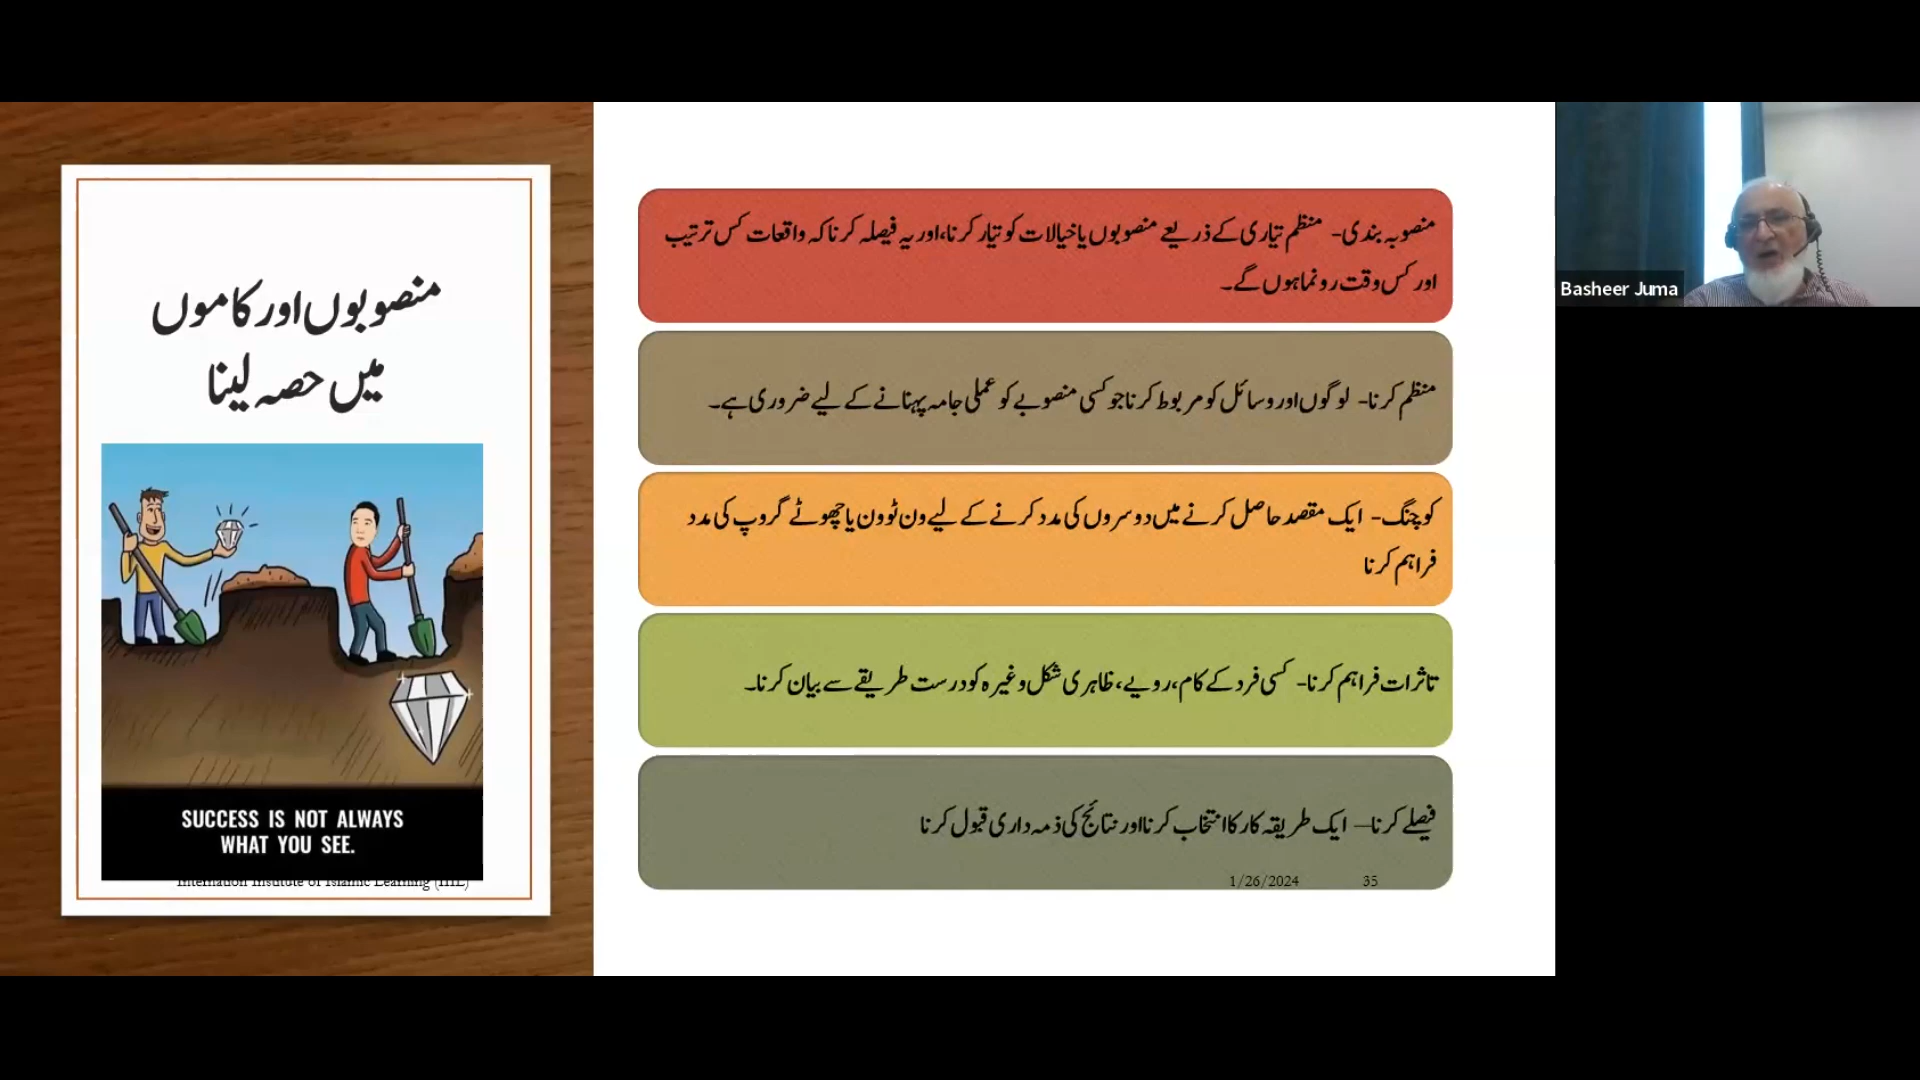 منصوبوں اور کاموں
میں حصہ لینا
SUCCESS IS NOT ALWAYS
WHAT YOU SEE.
Internation Institute of Islamic Learning (IIIL)
منصوبہ بندی- منظم تیاری کے ذریعے منصوبوں یا خیالات کو تیار کرنا، اور یہ فیصلہ کرنا کہ واقعات کس ترتیب
اور کس وقت رونما ہوں گے۔
منظم کرنا- لوگوں اور وسائل کو مربوط کرنا جو کسی منصوبے کو عملی جامہ پہنانے کے لیے ضروری ہے۔
کوچنگ- ایک مقصد حاصل کرنے میں دوسروں کی مدد کرنے کے لیے ون ٹو ون یا چھوٹے گروپ کی مدد
فراہم کرنا
تاثرات فراہم کرنا- کسی فرد کے کام، رویے، ظاہری شکل وغیرہ کو درست طریقے سے بیان کرنا۔
فیصلے کرنا– ایک طریقہ کار کا انتخاب کرنا اور نتائج کی ذمہ داری قبول کرنا
1/26/2024
35
Basheer Juma